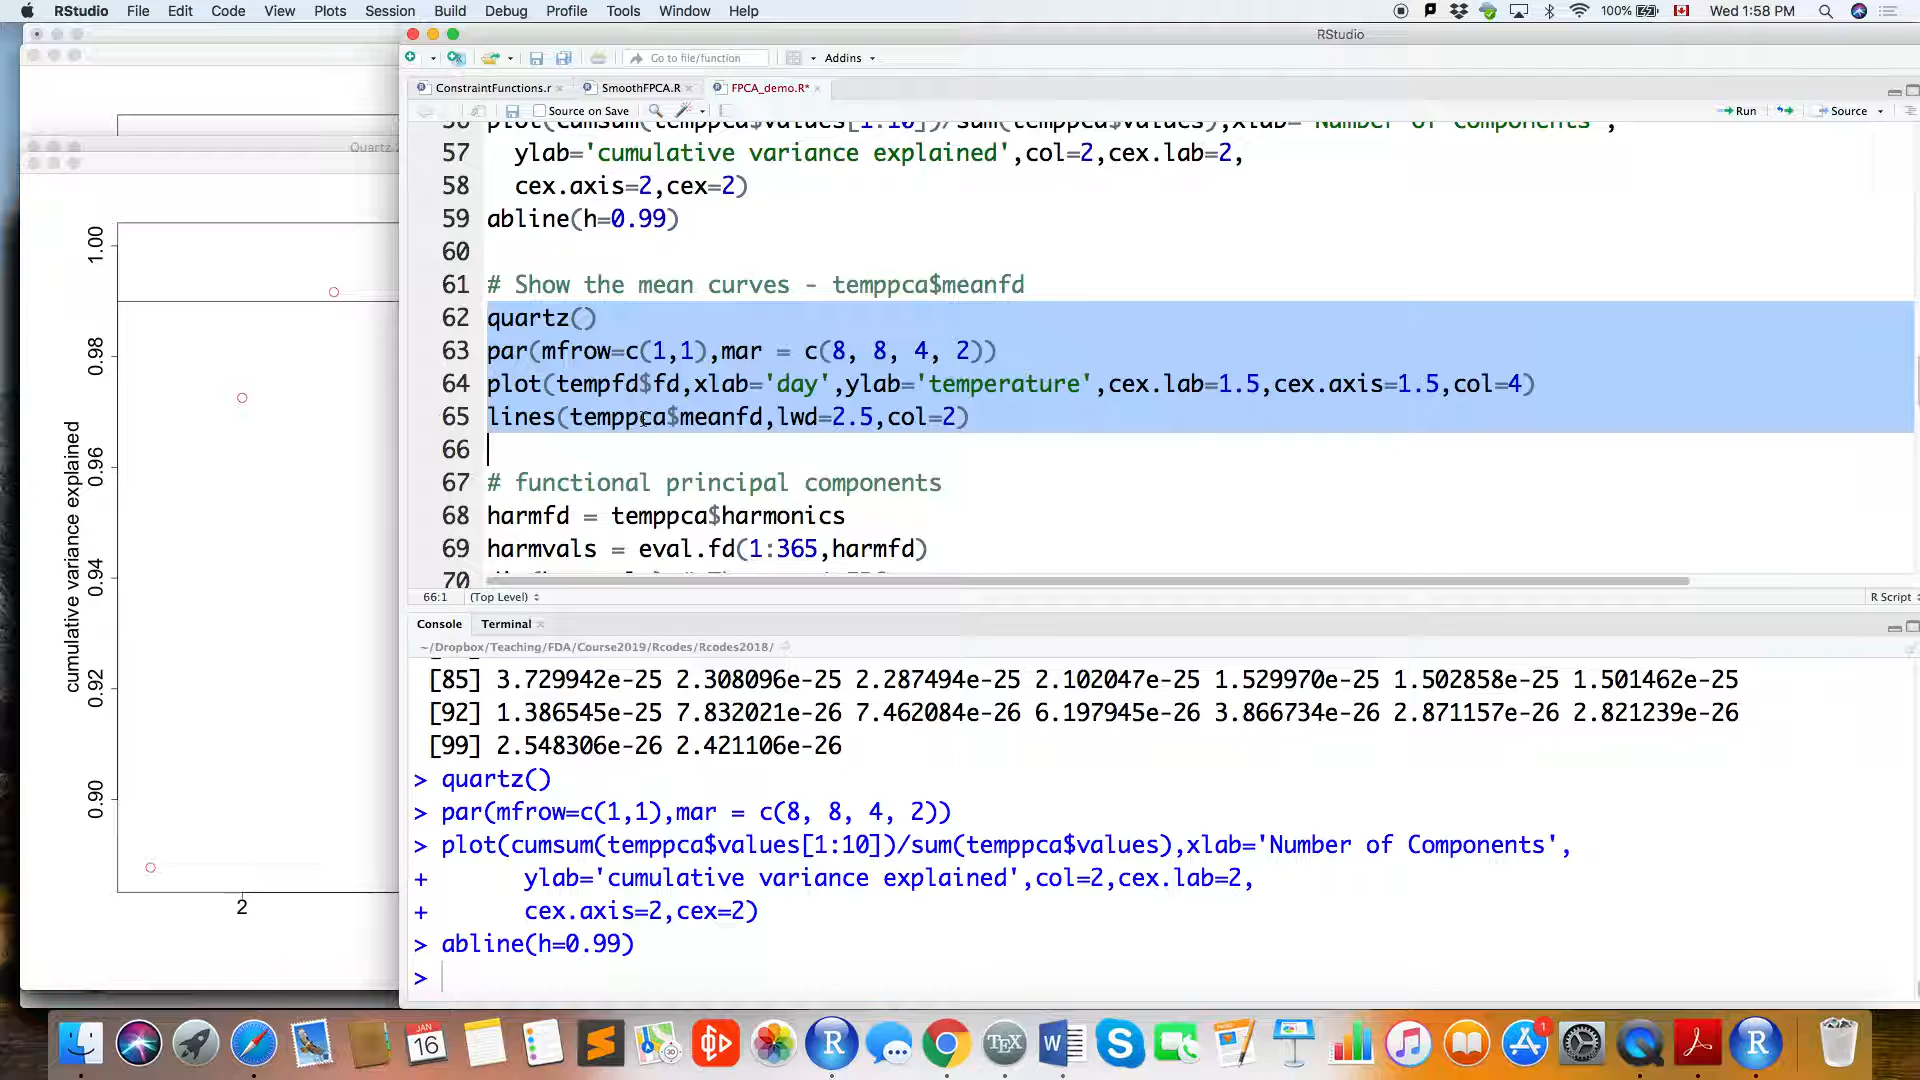 RStudio File Edit Code View Plots Session Build Debug Profile Tools Window Help 100% Wed 1:58 PM
RStudio
Go to file/function Addins
ConstraintFunctions.r SmoothFPCA.R FPCA_demo.R*
Source on Save Run Source
57 ylab='cumulative variance explained',col=2,cex.lab=2,
58 cex.axis=2,cex=2)
59 abline(h=0.99)
60
61 # Show the mean curves - temppca$meanfd
62 quartz()
63 par(mfrow=c(1,1),mar = c(8, 8, 4, 2))
64 plot(tempfd$fd,xlab='day',ylab='temperature',cex.lab=1.5,cex.axis=1.5,col=4)
65 lines(temppca$meanfd,lwd=2.5,col=2)
66
67 # functional principal components
68 harmfd = temppca$harmonics
69 harmvals = eval.fd(1:365,harmfd)
70
66:1 (Top Level) R Script
Console Terminal
~/Dropbox/Teaching/FDA/Course2019/Rcodes/Rcodes2018/
[85] 3.729942e-25 2.308096e-25 2.287494e-25 2.102047e-25 1.529970e-25 1.502858e-25 1.501462e-25
[92] 1.386545e-25 7.832021e-26 7.462084e-26 6.197945e-26 3.866734e-26 2.871157e-26 2.821239e-26
[99] 2.548306e-26 2.421106e-26
> quartz()
> par(mfrow=c(1,1),mar = c(8, 8, 4, 2))
> plot(cumsum(temppca$values[1:10])/sum(temppca$values),xlab='Number of Components',
+ ylab='cumulative variance explained',col=2,cex.lab=2,
+ cex.axis=2,cex=2)
> abline(h=0.99)
>
Quartz 2
cumulative variance explained
1.00
0.98
0.96
0.94
0.92
0.90
2
JAN
16